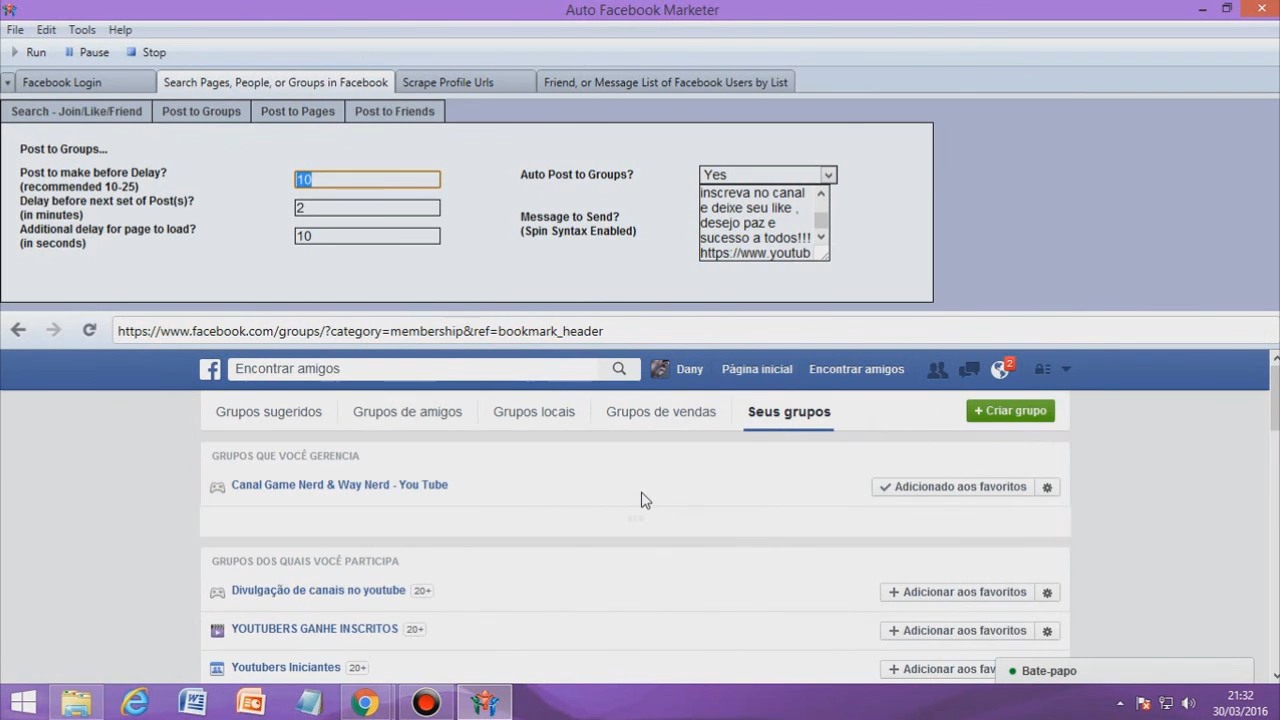 Auto Facebook Marketer
File Edit Tools Help
Run Pause Stop
Facebook Login Search Pages, People, or Groups in Facebook Scrape Profile Urls Friend, or Message List of Facebook Users by List
Search - Join/Like/Friend Post to Groups Post to Pages Post to Friends
Post to Groups...
Post to make before Delay?
(recommended 10-25)
10
Delay before next set of Post(s)?
(in minutes)
2
Additional delay for page to load?
(in seconds)
10
Auto Post to Groups?
Yes
Message to Send?
(Spin Syntax Enabled)
inscreva no canal
e deixe seu like ,
desejo paz e
sucesso a todos!!!
https://www.youtub
https://www.facebook.com/groups/?category=membership&ref=bookmark_header
Encontrar amigos Dany Página inicial Encontrar amigos 2
Grupos sugeridos Grupos de amigos Grupos locais Grupos de vendas Seus grupos + Criar grupo
GRUPOS QUE VOCÊ GERENCIA
Canal Game Nerd & Way Nerd - You Tube Adicionado aos favoritos
GRUPOS DOS QUAIS VOCÊ PARTICIPA
Divulgação de canais no youtube 20+ Adicionar aos favoritos
YOUTUBERS GANHE INSCRITOS 20+ Adicionar aos favoritos
Youtubers Iniciantes 20+ Adicionar aos fav
Bate-papo
21:32
30/03/2016